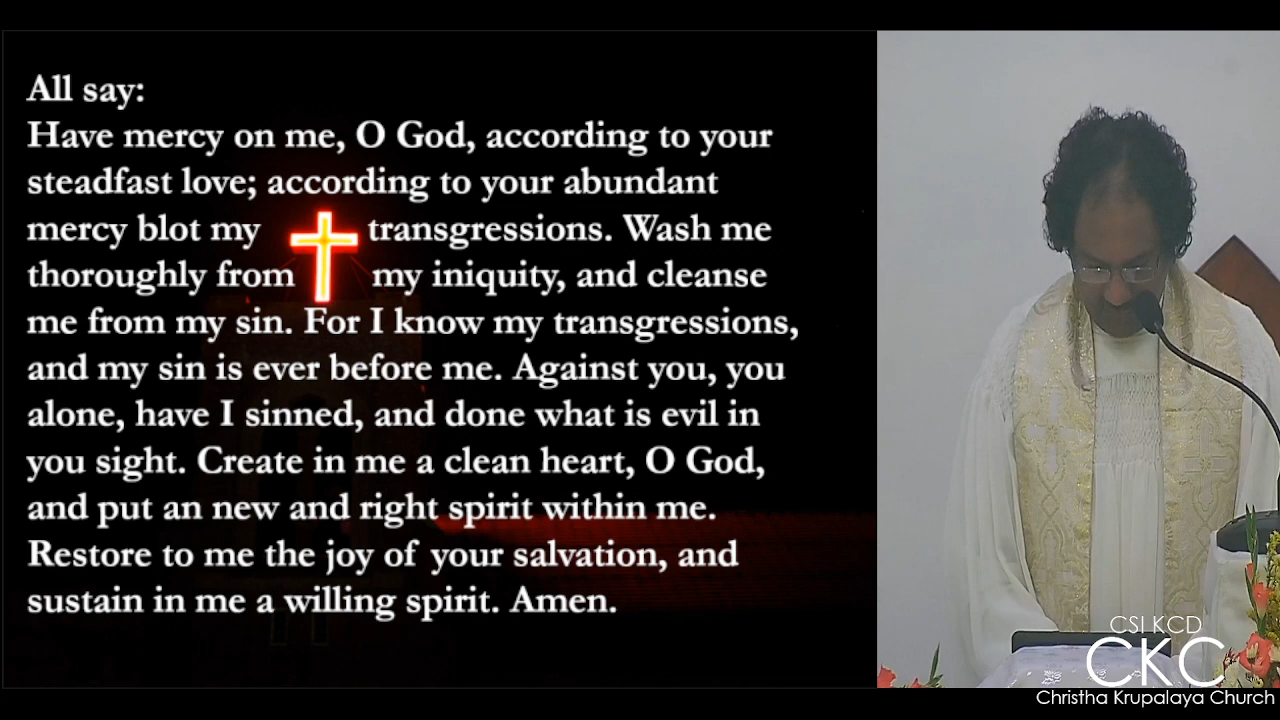 All say:
Have mercy on me, O God, according to your
steadfast love; according to your abundant
mercy blot my transgressions. Wash me
thoroughly from my iniquity, and cleanse
me from my sin. For I know my transgressions,
and my sin is ever before me. Against you, you
alone, have I sinned, and done what is evil in
you sight. Create in me a clean heart, O God,
and put an new and right spirit within me.
Restore to me the joy of your salvation, and
sustain in me a willing spirit. Amen.
CSI KCD
CKC
Christha Krupalaya Church